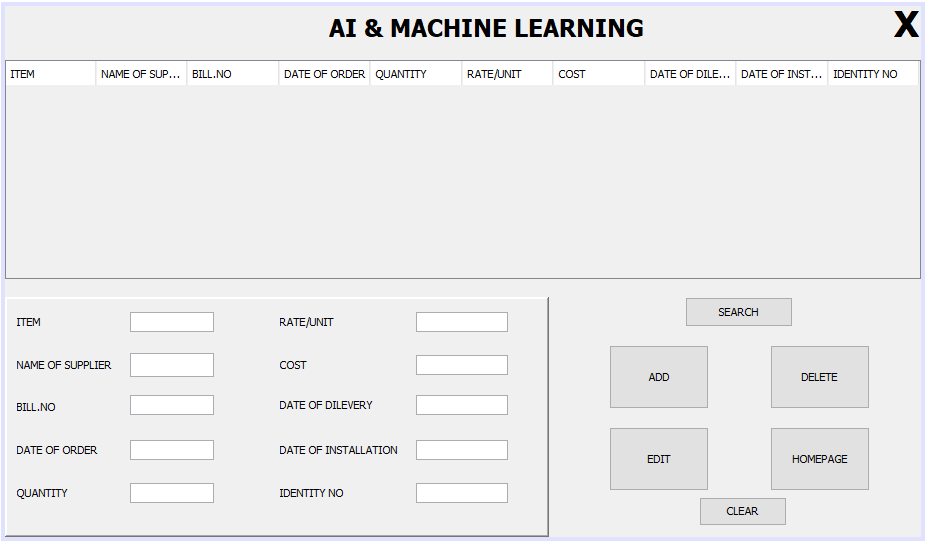 AI & MACHINE LEARNING
X
ITEM NAME OF SUP... BILL.NO DATE OF ORDER QUANTITY RATE/UNIT COST DATE OF DILE... DATE OF INST... IDENTITY NO
ITEM RATE/UNIT SEARCH
NAME OF SUPPLIER COST ADD DELETE
BILL.NO DATE OF DILEVERY
DATE OF ORDER DATE OF INSTALLATION EDIT HOMEPAGE
QUANTITY IDENTITY NO
CLEAR